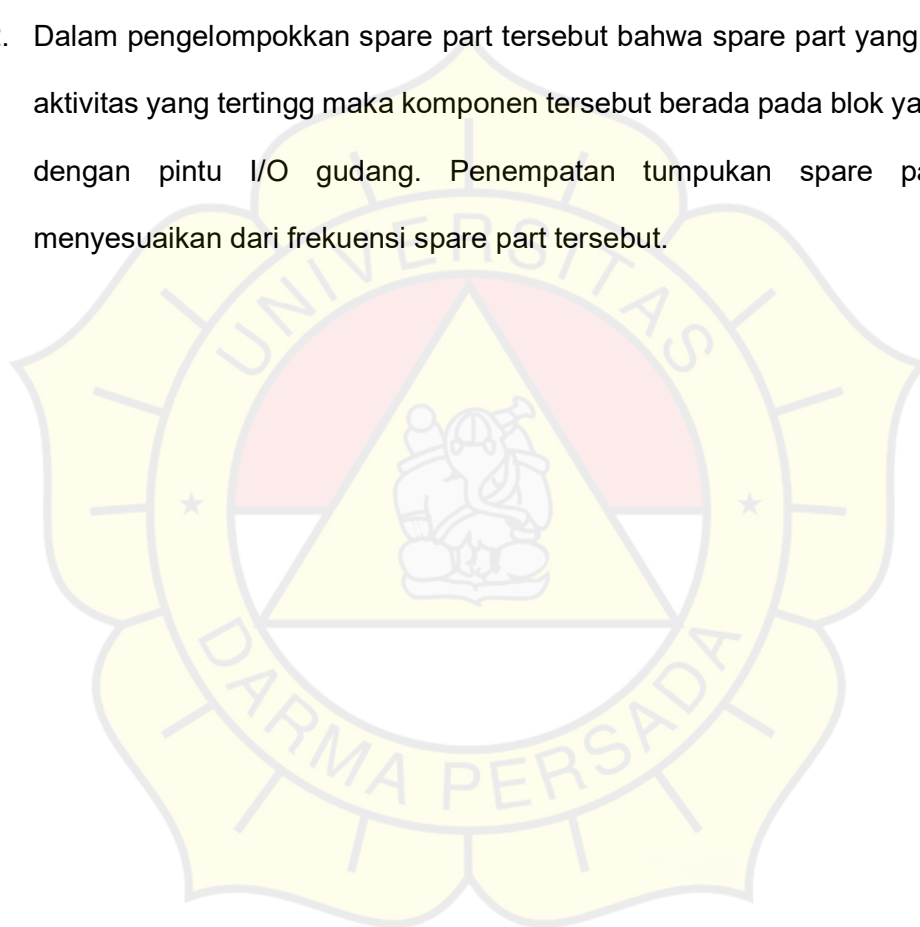 . Dalam pengelompokkan spare part tersebut bahwa spare part yang
aktivitas yang tertingg maka komponen tersebut berada pada blok
dengan pintu I/O gudang. Penempatan tumpukan spare
menyesuaikan dari frekuensi spare part tersebut.
UNIVERSITAS
DARMA PERSADA